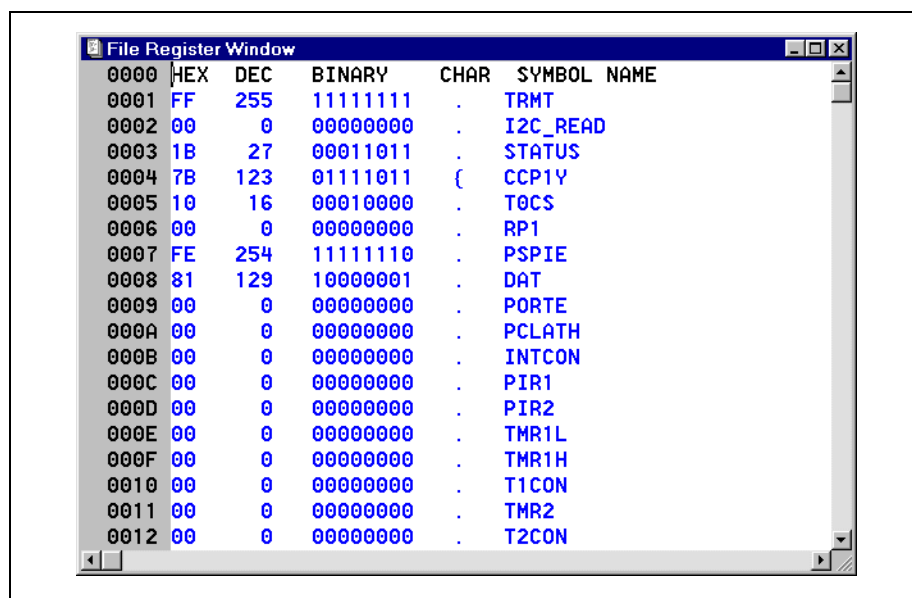 File Register Window
0000 HEX DEC BINARY CHAR SYMBOL NAME
0001 FF 255 11111111 . TRMT
0002 00 0 00000000 . I2C_READ
0003 1B 27 00011011 . STATUS
0004 7B 123 01111011 { CCP1Y
0005 10 16 00010000 . T0CS
0006 00 0 00000000 . RP1
0007 FE 254 11111110 . PSPIE
0008 81 129 10000001 . DAT
0009 00 0 00000000 . PORTE
000A 00 0 00000000 . PCLATH
000B 00 0 00000000 . INTCON
000C 00 0 00000000 . PIR1
000D 00 0 00000000 . PIR2
000E 00 0 00000000 . TMR1L
000F 00 0 00000000 . TMR1H
0010 00 0 00000000 . T1CON
0011 00 0 00000000 . TMR2
0012 00 0 00000000 . T2CON